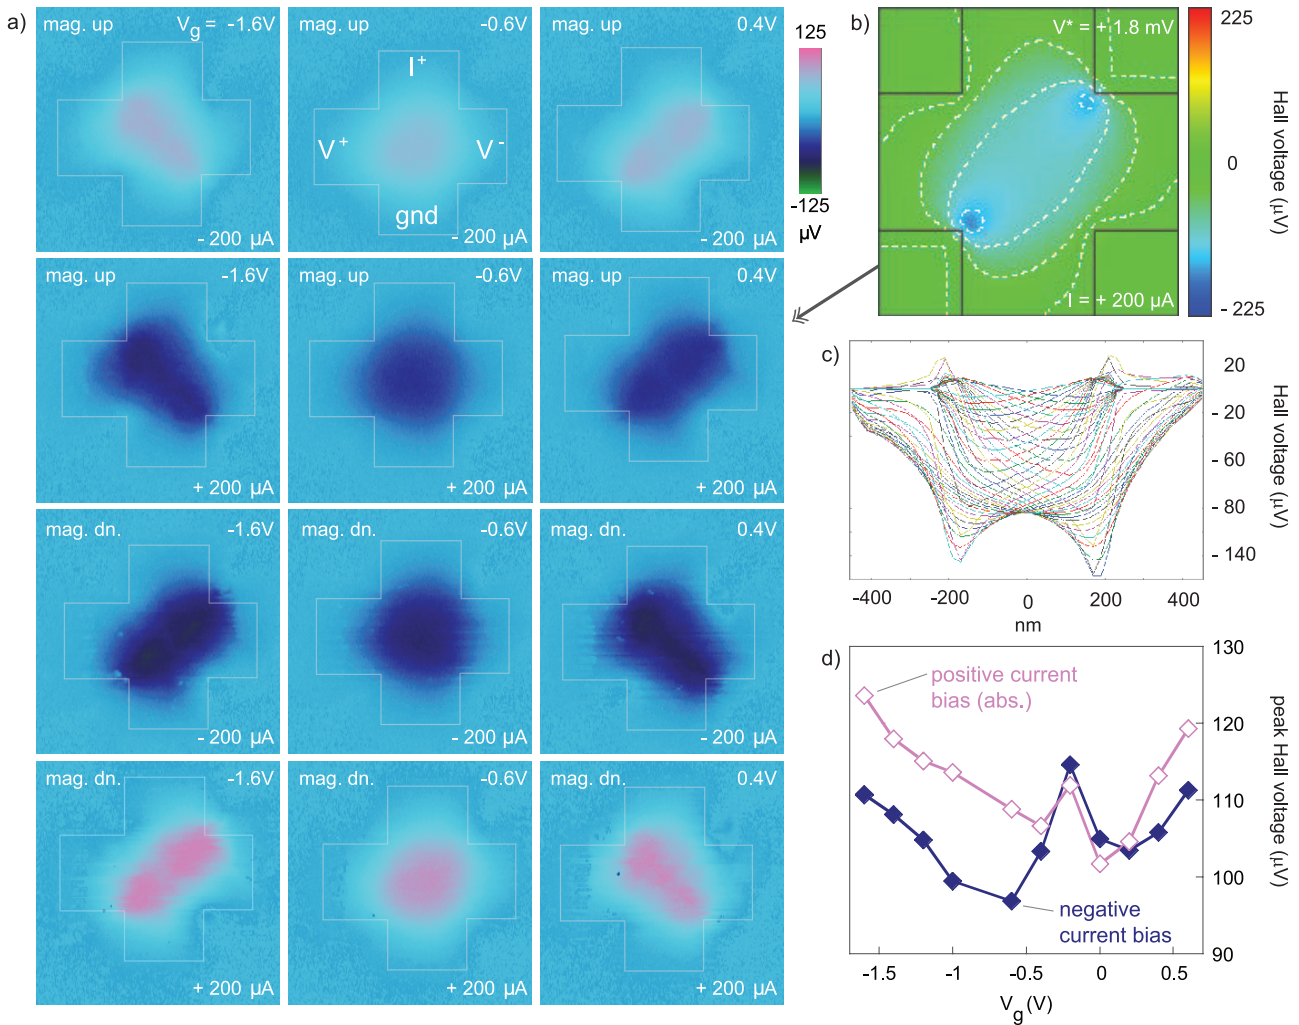 a)
mag. up
V_g = -1.6V
- 200 µA
-0.6V
I⁺
V⁺
V⁻
gnd
- 200 µA
mag. up
0.4V
- 200 µA
125
-125
µV
mag. up
-1.6V
+ 200 µA
mag. up
-0.6V
+ 200 µA
mag. up
0.4V
+ 200 µA
mag. dn.
-1.6V
- 200 µA
mag. dn.
-0.6V
- 200 µA
mag. dn.
0.4V
- 200 µA
mag. dn.
-1.6V
+ 200 µA
mag. dn.
-0.6V
+ 200 µA
mag. dn.
0.4V
+ 200 µA
b)
V* = + 1.8 mV
I = + 200 µA
225
0
- 225
Hall voltage (µV)
c)
20
- 20
- 60
- 80
- 140
Hall voltage (µV)
-400
-200
0
200
400
nm
d)
positive current
bias (abs.)
negative
current bias
130
120
110
100
90
peak Hall voltage (µV)
-1.5
-1
-0.5
0
0.5
V_g (V)